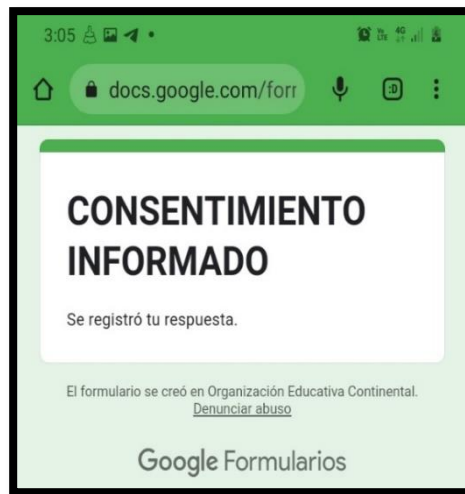 3:05
4G
docs.google.com/forr
:D
CONSENTIMIENTO
INFORMADO
Se registró tu respuesta.
El formulario se creó en Organización Educativa Continental.
Denunciar abuso
Google Formularios